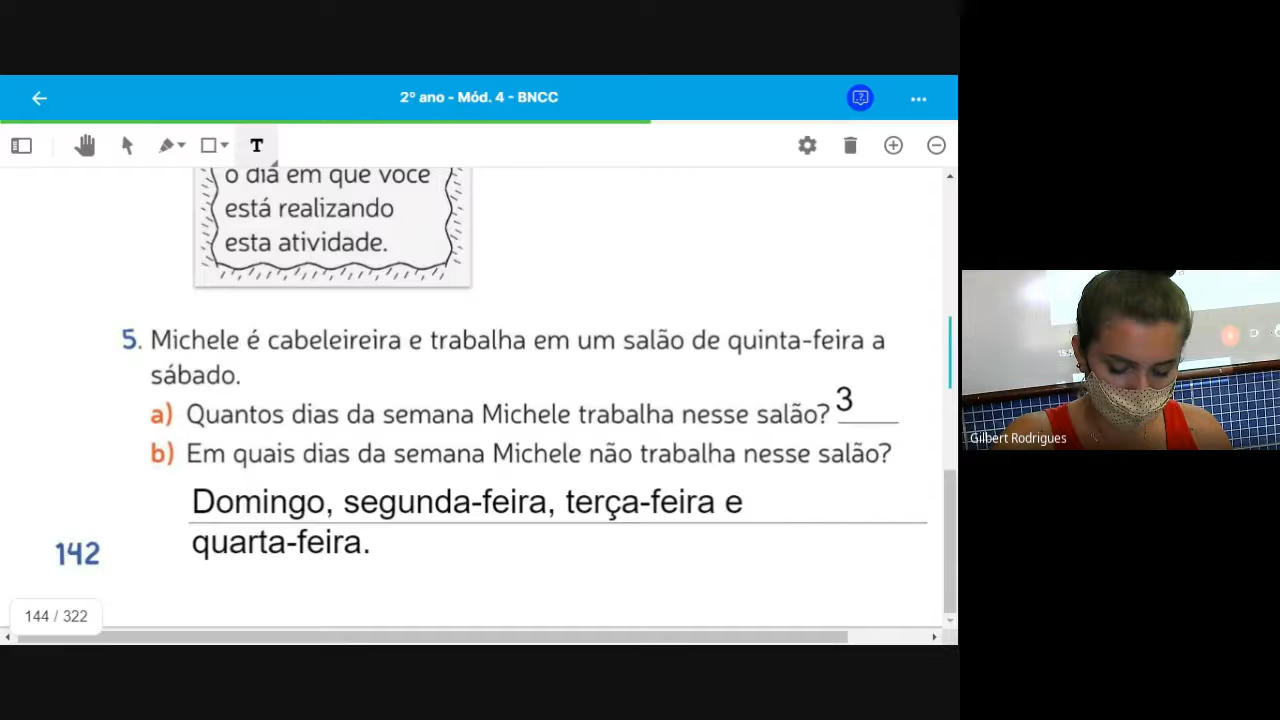 2º ano - Mód. 4 - BNCC
T
o dia em que você
está realizando
esta atividade.
5. Michele é cabeleireira e trabalha em um salão de quinta-feira a
sábado.
a) Quantos dias da semana Michele trabalha nesse salão? 3
b) Em quais dias da semana Michele não trabalha nesse salão?
Domingo, segunda-feira, terça-feira e
quarta-feira.
142
144 / 322
Gilbert Rodrigues